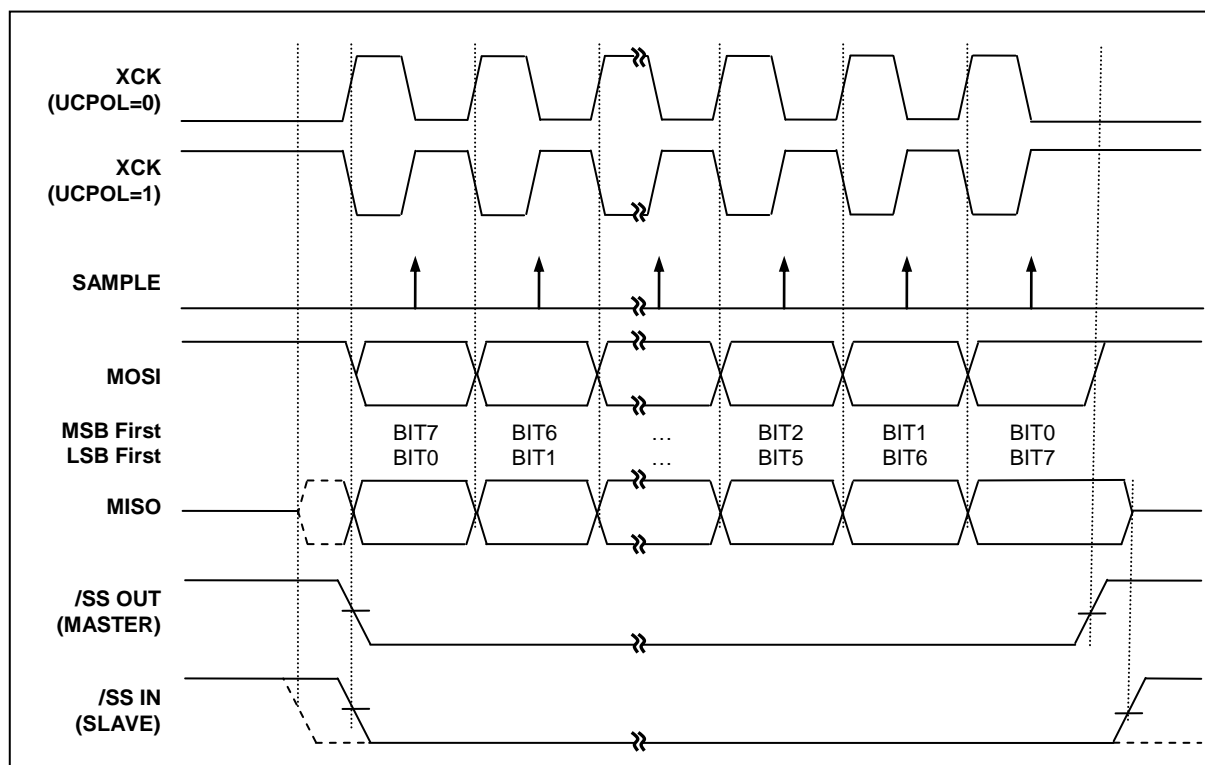 XCK
(UCPOL=0)
XCK
(UCPOL=1)
SAMPLE
MOSI
MSB First BIT7 BIT6 ... BIT2 BIT1 BIT0
LSB First BIT0 BIT1 ... BIT5 BIT6 BIT7
MISO
/SS OUT
(MASTER)
/SS IN
(SLAVE)